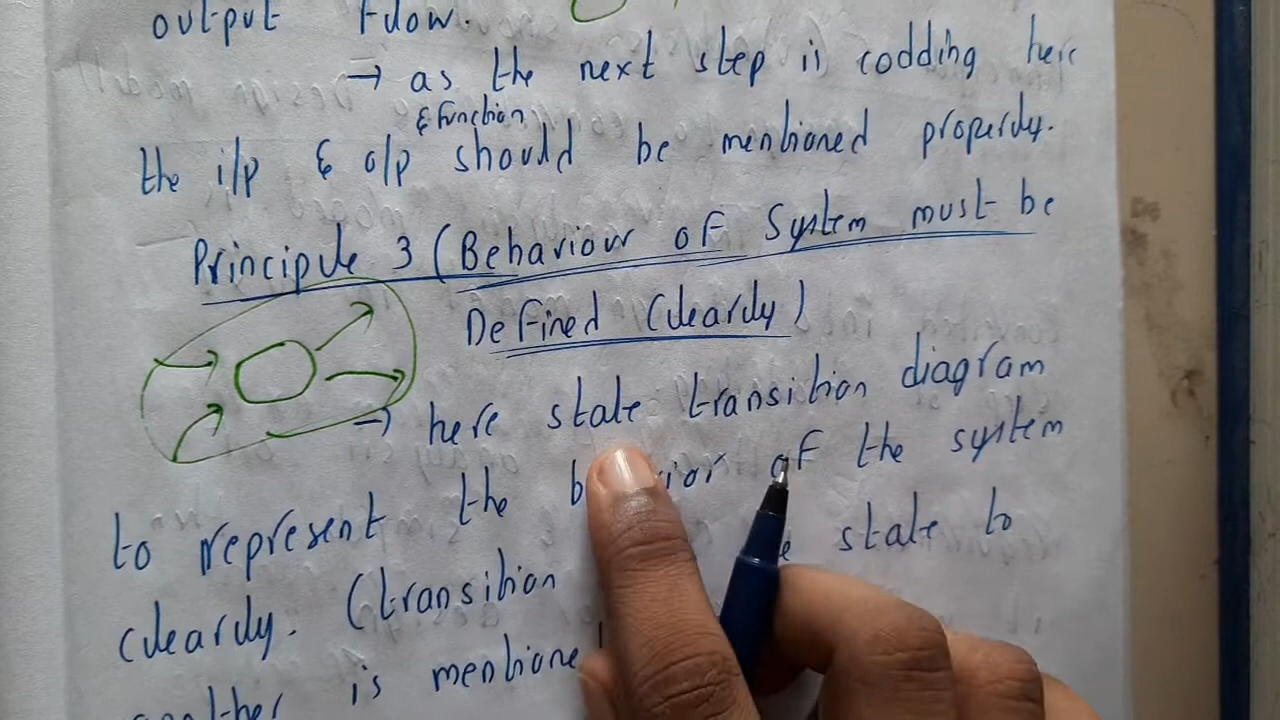 output flow.
→ as the next step is codding here
& function
the i/p & o/p should be mentioned properly.
Principle 3 (Behaviour of System must be
Defined (clearly)
→ here state transition diagram
to represent the of the system
clearly. (transition state to
another is